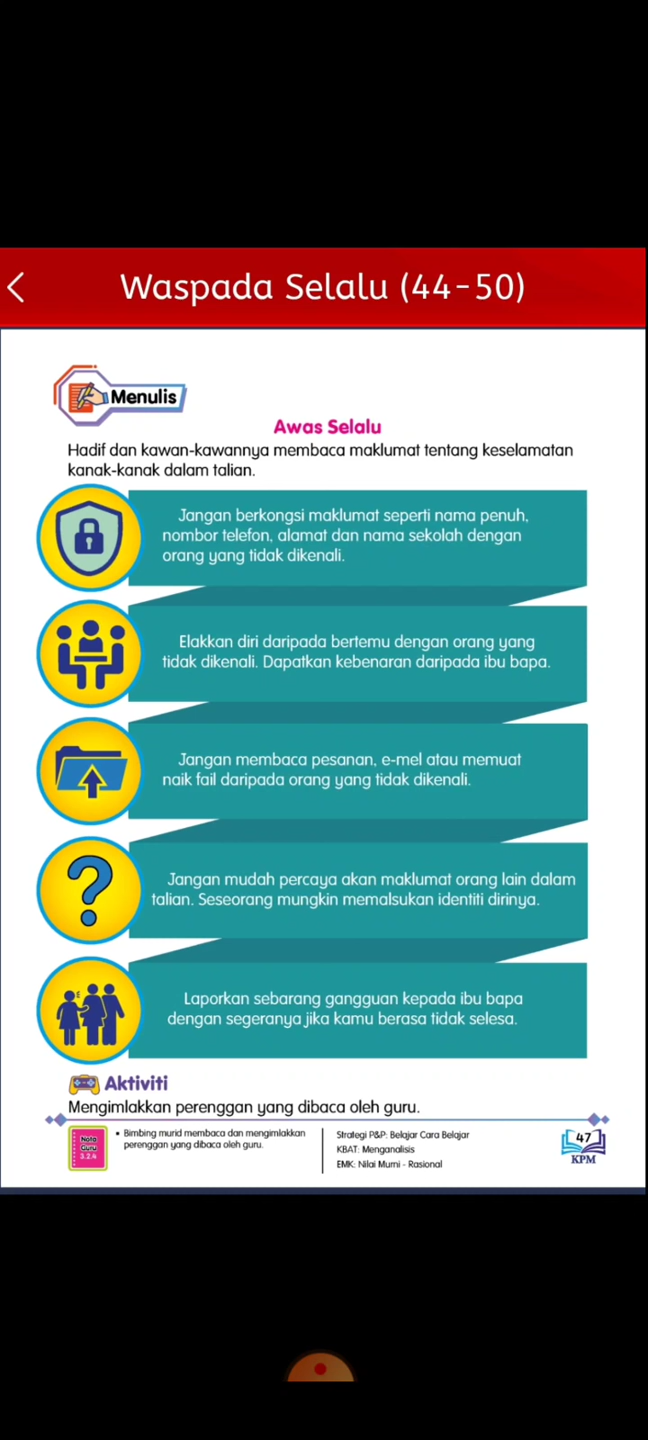 Waspada Selalu (44-50)
Menulis
Awas Selalu
Hadif dan kawan-kawannya membaca maklumat tentang keselamatan
kanak-kanak dalam talian.
Jangan berkongsi maklumat seperti nama penuh,
nombor telefon, alamat dan nama sekolah dengan
orang yang tidak dikenali.
Elakkan diri daripada bertemu dengan orang yang
tidak dikenali. Dapatkan kebenaran daripada ibu bapa.
Jangan membaca pesanan, e-mel atau memuat
naik fail daripada orang yang tidak dikenali.
?
Jangan mudah percaya akan maklumat orang lain dalam
talian. Seseorang mungkin memalsukan identiti dirinya.
Laporkan sebarang gangguan kepada ibu bapa
dengan segeranya jika kamu berasa tidak selesa.
Aktiviti
Mengimlakkan perenggan yang dibaca oleh guru.
Nota
Guru
3.2.4
• Bimbing murid membaca dan mengimlakkan
perenggan yang dibaca oleh guru.
Strategi P&P: Belajar Cara Belajar
KBAT: Menganalisis
EMK: Nilai Murni - Rasional
47
KPM